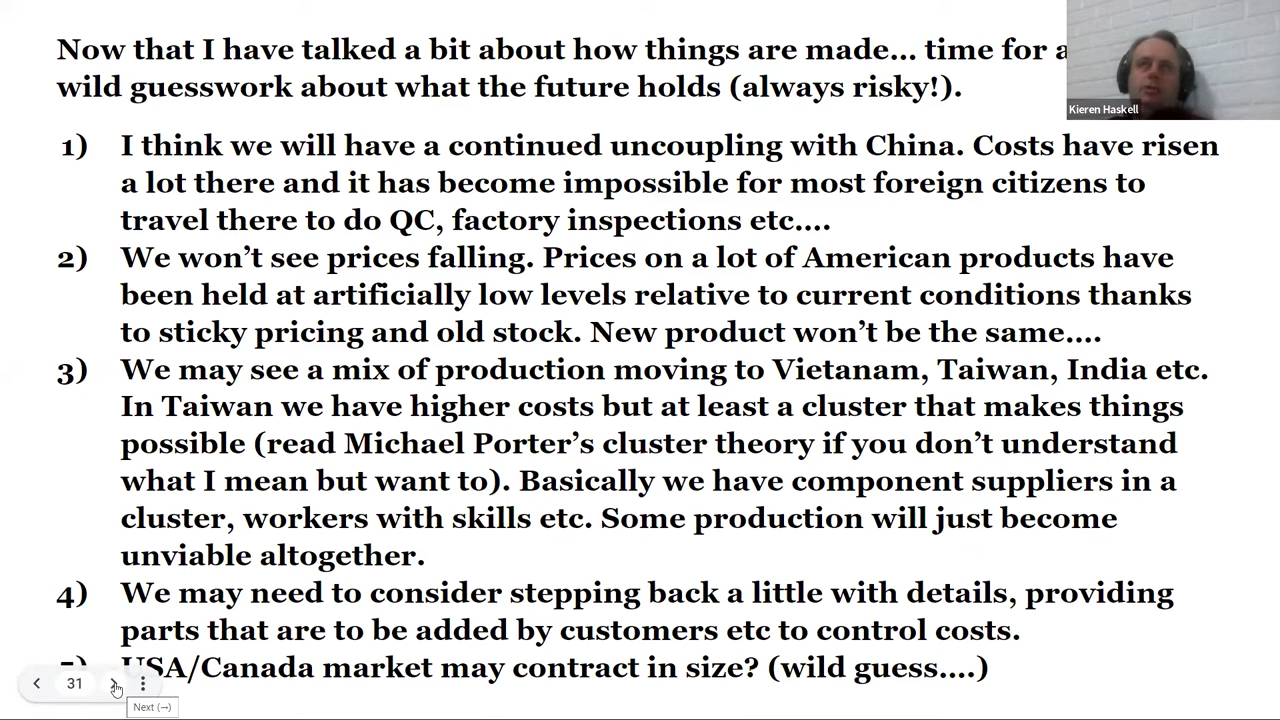 Now that I have talked a bit about how things are made... time for a
wild guesswork about what the future holds (always risky!).
Kieren Haskell
1) I think we will have a continued uncoupling with China. Costs have risen
a lot there and it has become impossible for most foreign citizens to
travel there to do QC, factory inspections etc....
2) We won't see prices falling. Prices on a lot of American products have
been held at artificially low levels relative to current conditions thanks
to sticky pricing and old stock. New product won't be the same....
3) We may see a mix of production moving to Vietanam, Taiwan, India etc.
In Taiwan we have higher costs but at least a cluster that makes things
possible (read Michael Porter's cluster theory if you don't understand
what I mean but want to). Basically we have component suppliers in a
cluster, workers with skills etc. Some production will just become
unviable altogether.
4) We may need to consider stepping back a little with details, providing
parts that are to be added by customers etc to control costs.
5) USA/Canada market may contract in size? (wild guess....)
31
Next (→)